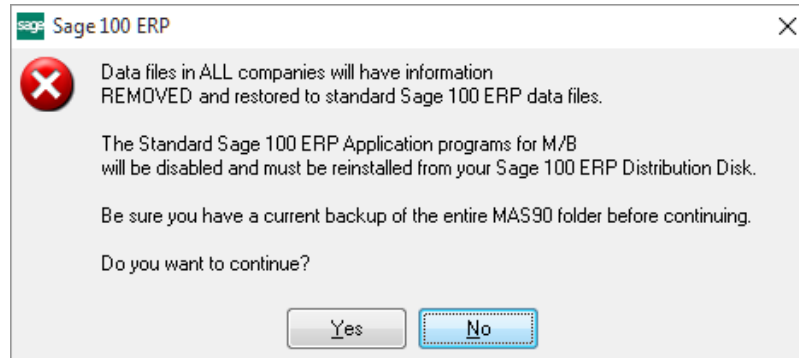 sage Sage 100 ERP
Data files in ALL companies will have information
REMOVED and restored to standard Sage 100 ERP data files.
The Standard Sage 100 ERP Application programs for M/B
will be disabled and must be reinstalled from your Sage 100 ERP Distribution Disk.
Be sure you have a current backup of the entire MAS90 folder before continuing.
Do you want to continue?
Yes No